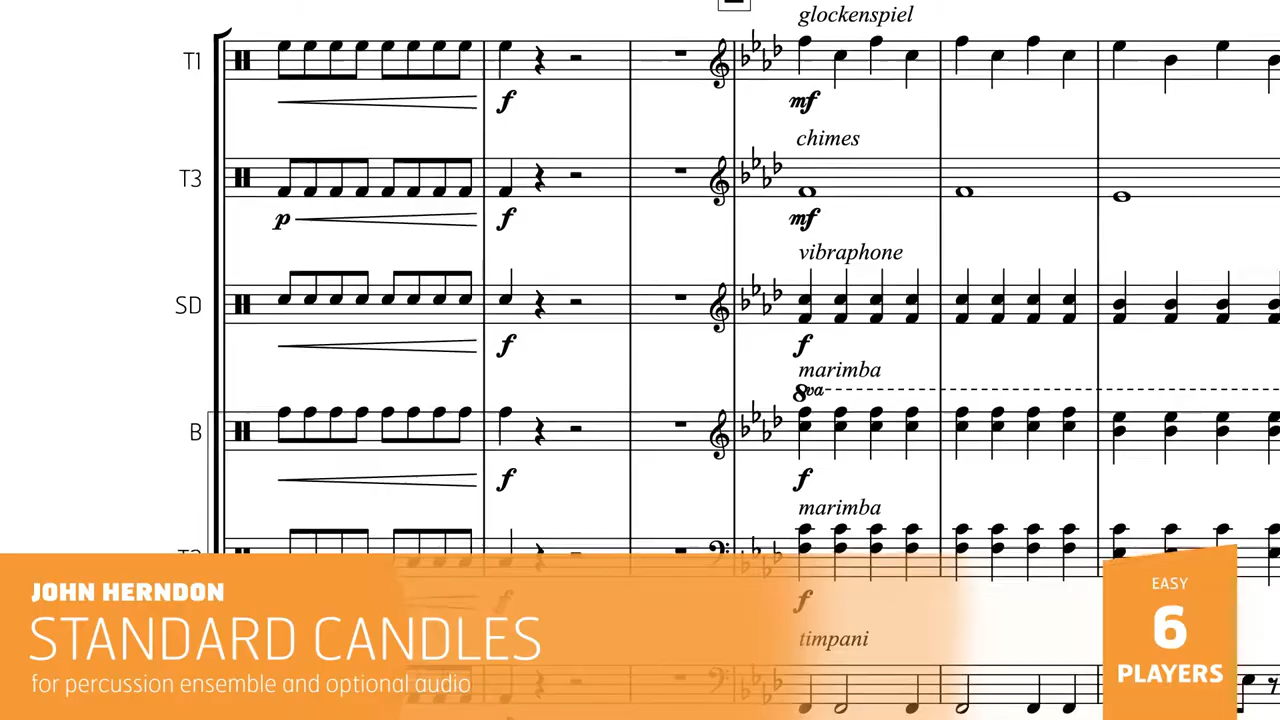 glockenspiel
T1
f
mf
chimes
T3
p
f
mf
vibraphone
SD
f
f
marimba
8va
B
f
f
marimba
f
f
timpani
JOHN HERNDON
STANDARD CANDLES
for percussion ensemble and optional audio
EASY
6
PLAYERS